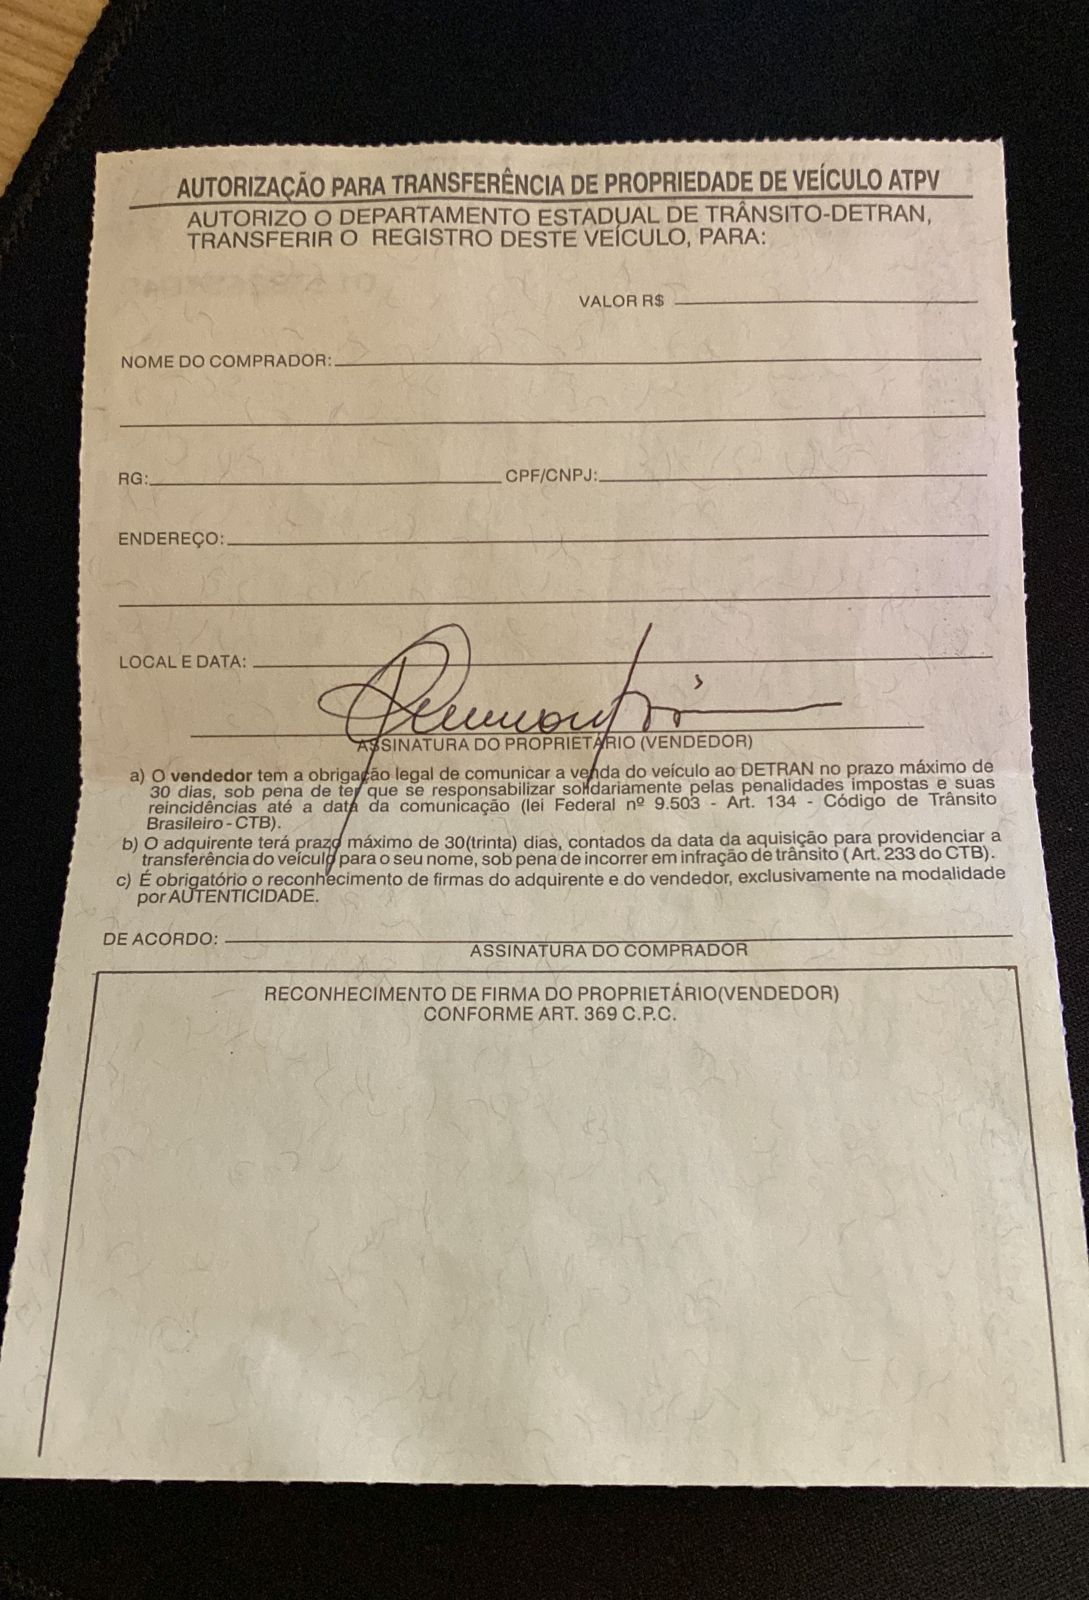 AUTORIZAÇÃO PARA TRANSFERÊNCIA DE PROPRIEDADE DE VEÍCULO ATPV
AUTORIZO O DEPARTAMENTO ESTADUAL DE TRÂNSITO-DETRAN,
TRANSFERIR O REGISTRO DESTE VEÍCULO, PARA:
VALOR R$
NOME DO COMPRADOR:
RG: CPF/CNPJ:
ENDEREÇO:
LOCAL E DATA:
ASSINATURA DO PROPRIETÁRIO (VENDEDOR)
a) O vendedor tem a obrigação legal de comunicar a venda do veículo ao DETRAN no prazo máximo de
30 dias, sob pena de ter que se responsabilizar solidariamente pelas penalidades impostas e suas
reincidências até a data da comunicação (lei Federal nº 9.503 - Art. 134 - Código de Trânsito
Brasileiro - CTB).
b) O adquirente terá prazo máximo de 30(trinta) dias, contados da data da aquisição para providenciar a
transferência do veículo para o seu nome, sob pena de incorrer em infração de trânsito ( Art. 233 do CTB).
c) É obrigatório o reconhecimento de firmas do adquirente e do vendedor, exclusivamente na modalidade
por AUTENTICIDADE.
DE ACORDO:
ASSINATURA DO COMPRADOR
RECONHECIMENTO DE FIRMA DO PROPRIETÁRIO(VENDEDOR)
CONFORME ART. 369 C.P.C.